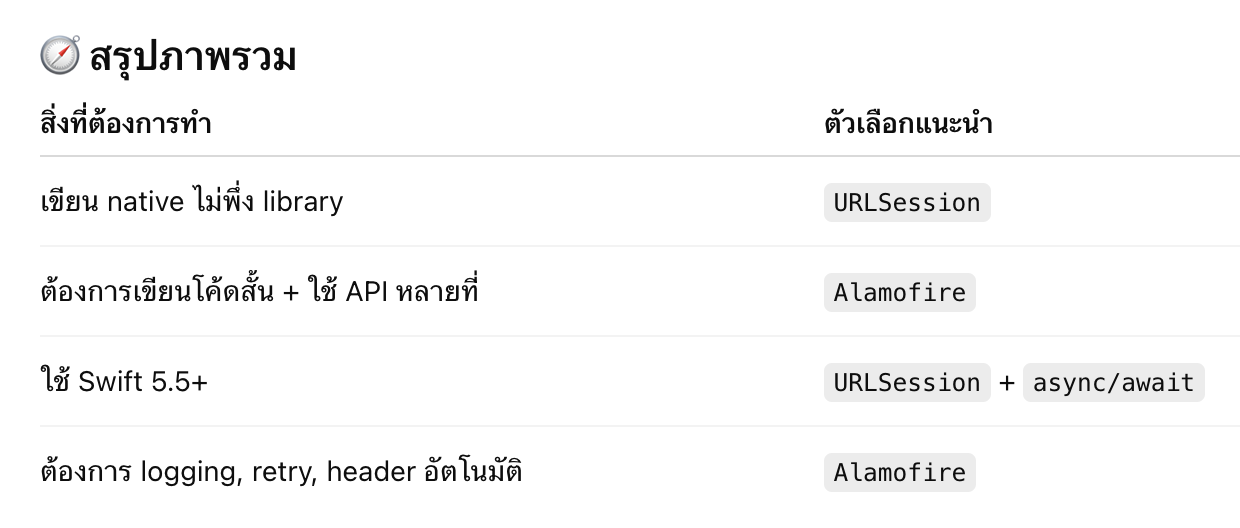 🧭 สรุปภาพรวม
สิ่งที่ต้องการทำ ตัวเลือกแนะนำ
เขียน native ไม่พึ่ง library URLSession
ต้องการเขียนโค้ดสั้น + ใช้ API หลายที่ Alamofire
ใช้ Swift 5.5+ URLSession + async/await
ต้องการ logging, retry, header อัตโนมัติ Alamofire